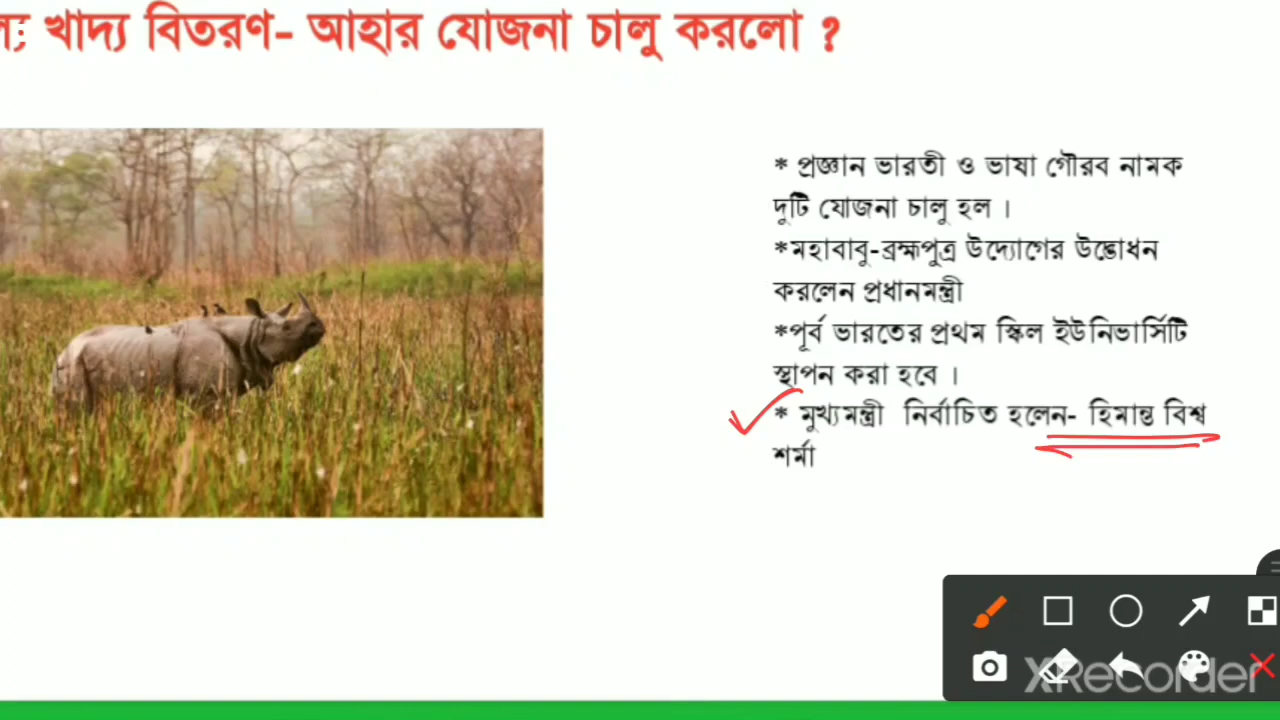 খাদ্য বিতরণ- আহার যোজনা চালু করলো ?
* প্রজ্ঞান ভারতী ও ভাষা গৌরব নামক
দুটি যোজনা চালু হল ।
*মহাবাবু-ব্রহ্মপুত্র উদ্যোগের উদ্ভোধন
করলেন প্রধানমন্ত্রী
*পূর্ব ভারতের প্রথম স্কিল ইউনিভার্সিটি
স্থাপন করা হবে ।
* মুখ্যমন্ত্রী নির্বাচিত হলেন- হিমান্ত বিশ্ব
শর্মা
XRecorder